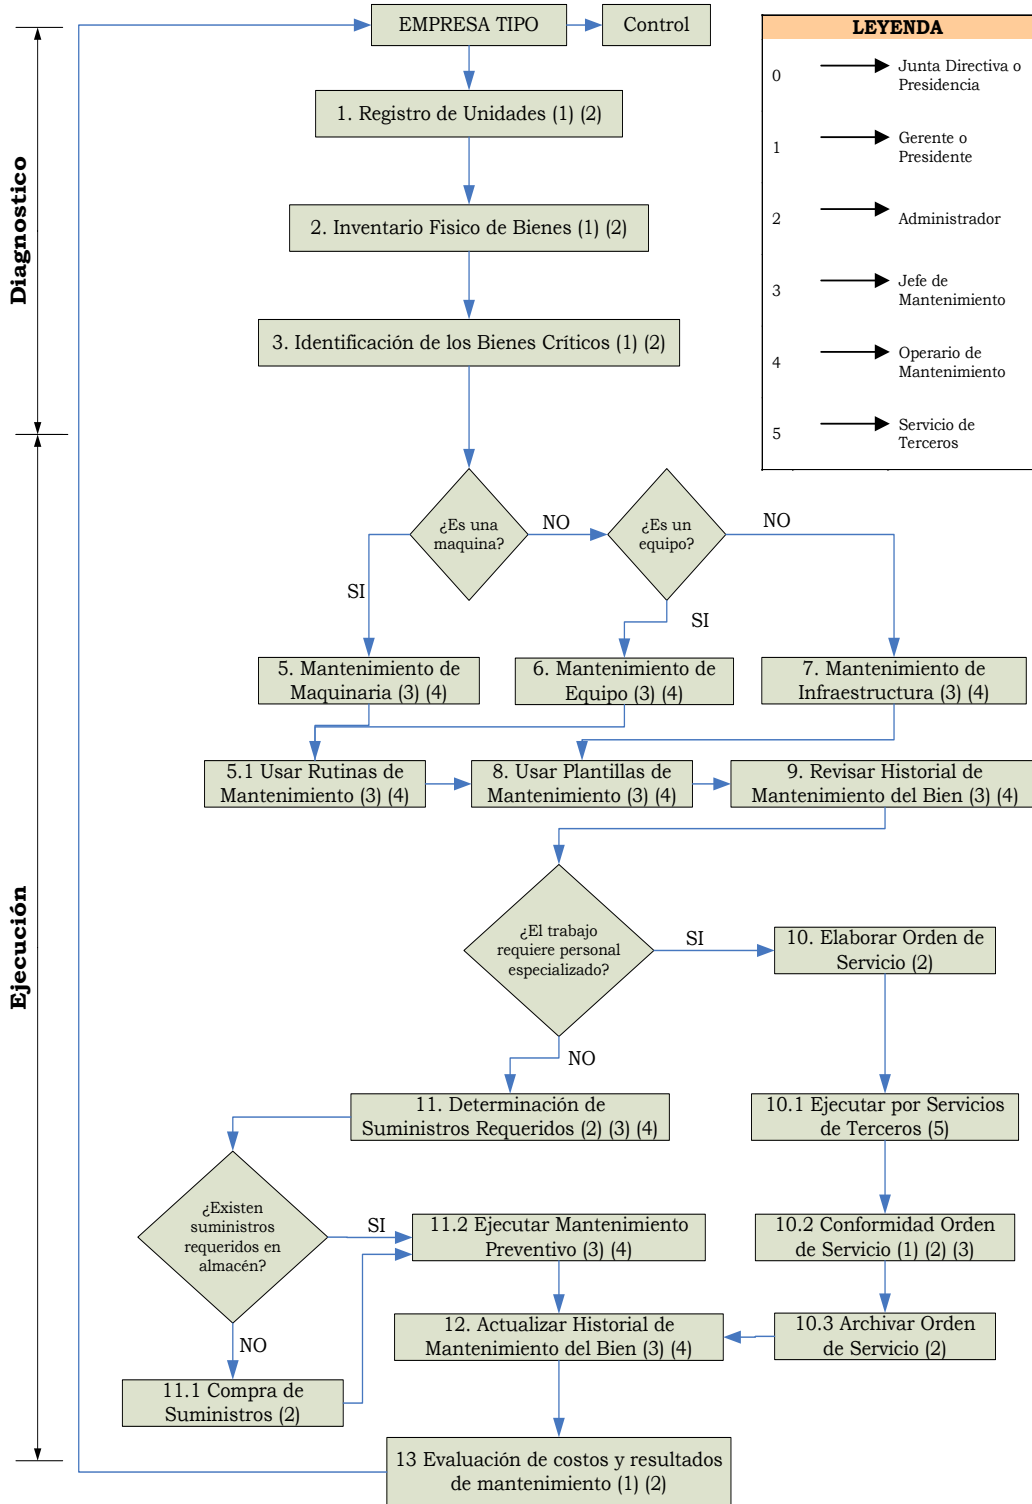 EMPRESA TIPO
Control
1. Registro de Unidades (1) (2)
2. Inventario Fisico de Bienes (1) (2)
3. Identificación de los Bienes Críticos (1) (2)
LEYENDA
0
Junta Directiva o
Presidencia
1
Gerente o
Presidente
2
Administrador
3
Jefe de
Mantenimiento
4
Operario de
Mantenimiento
5
Servicio de
Terceros
Diagnostico
Ejecución
¿Es una
maquina?
NO
¿Es un
equipo?
NO
SI
SI
5. Mantenimiento de
Maquinaria (3) (4)
6. Mantenimiento de
Equipo (3) (4)
7. Mantenimiento de
Infraestructura (3) (4)
5.1 Usar Rutinas de
Mantenimiento (3) (4)
8. Usar Plantillas de
Mantenimiento (3) (4)
9. Revisar Historial de
Mantenimiento del Bien (3) (4)
¿El trabajo
requiere personal
especializado?
SI
10. Elaborar Orden de
Servicio (2)
NO
11. Determinación de
Suministros Requeridos (2) (3) (4)
10.1 Ejecutar por Servicios
de Terceros (5)
¿Existen
suministros
requeridos en
almacén?
SI
11.2 Ejecutar Mantenimiento
Preventivo (3) (4)
10.2 Conformidad Orden
de Servicio (1) (2) (3)
NO
12. Actualizar Historial de
Mantenimiento del Bien (3) (4)
10.3 Archivar Orden
de Servicio (2)
11.1 Compra de
Suministros (2)
13 Evaluación de costos y resultados
de mantenimiento (1) (2)